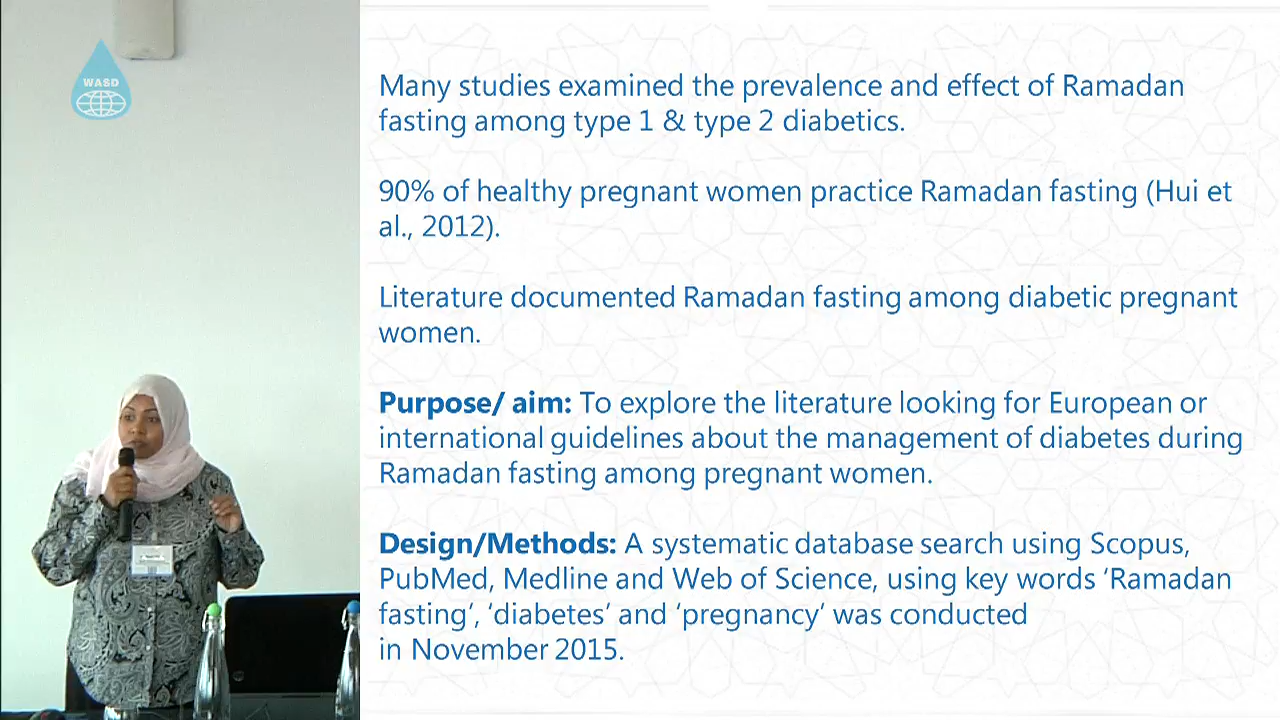 WASD
Many studies examined the prevalence and effect of Ramadan
fasting among type 1 & type 2 diabetics.
90% of healthy pregnant women practice Ramadan fasting (Hui et
al., 2012).
Literature documented Ramadan fasting among diabetic pregnant
women.
Purpose/ aim: To explore the literature looking for European or
international guidelines about the management of diabetes during
Ramadan fasting among pregnant women.
Design/Methods: A systematic database search using Scopus,
PubMed, Medline and Web of Science, using key words ‘Ramadan
fasting’, ‘diabetes’ and ‘pregnancy’ was conducted
in November 2015.